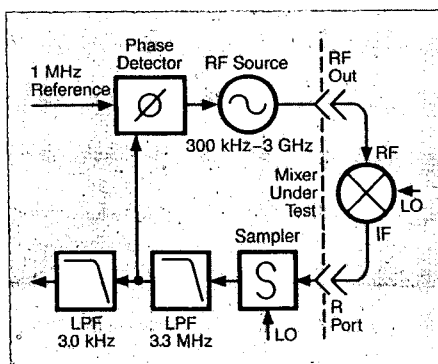 Phase
Detector
RF Source
RF
Out
1 MHz
Reference
ø
300 kHz–3 GHz
RF
Mixer
Under
Test
LO
IF
Sampler
S
R
Port
LPF
3.0 kHz
LPF
3.3 MHz
LO